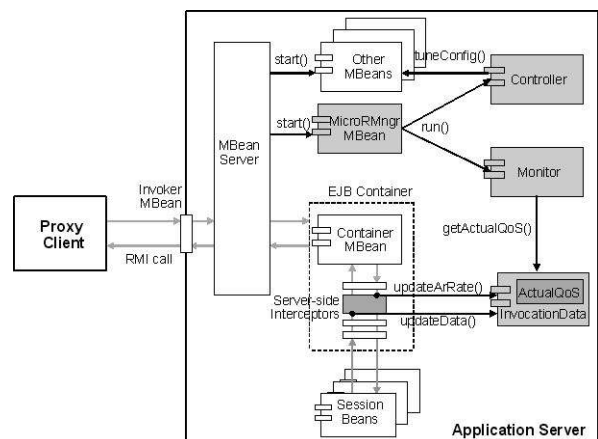 Other
MBeans
start()
tuneConfig()
Controller
MicroRMngr
MBean
start()
run()
MBean
Server
Monitor
Invoker
MBean
EJB Container
Proxy
Client
Container
MBean
getActualQoS()
RMI call
updateArRate()
ActualQoS
Server-side
Interceptors
InvocationData
updateData()
Session
Beans
Application Server